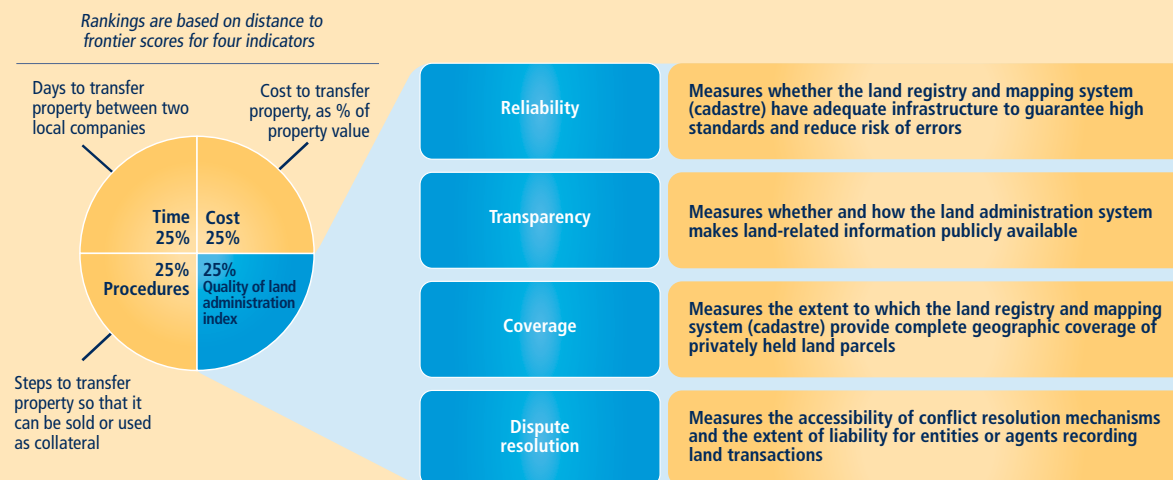 Rankings are based on distance to
frontier scores for four indicators
Days to transfer
property between two
local companies
Cost to transfer
property, as % of
property value
Time
25%
Cost
25%
25%
Procedures
25%
Quality of land
administration
index
Steps to transfer
property so that it
can be sold or used
as collateral
Reliability
Measures whether the land registry and mapping system
(cadastre) have adequate infrastructure to guarantee high
standards and reduce risk of errors
Transparency
Measures whether and how the land administration system
makes land-related information publicly available
Coverage
Measures the extent to which the land registry and mapping
system (cadastre) provide complete geographic coverage of
privately held land parcels
Dispute
resolution
Measures the accessibility of conflict resolution mechanisms
and the extent of liability for entities or agents recording
land transactions